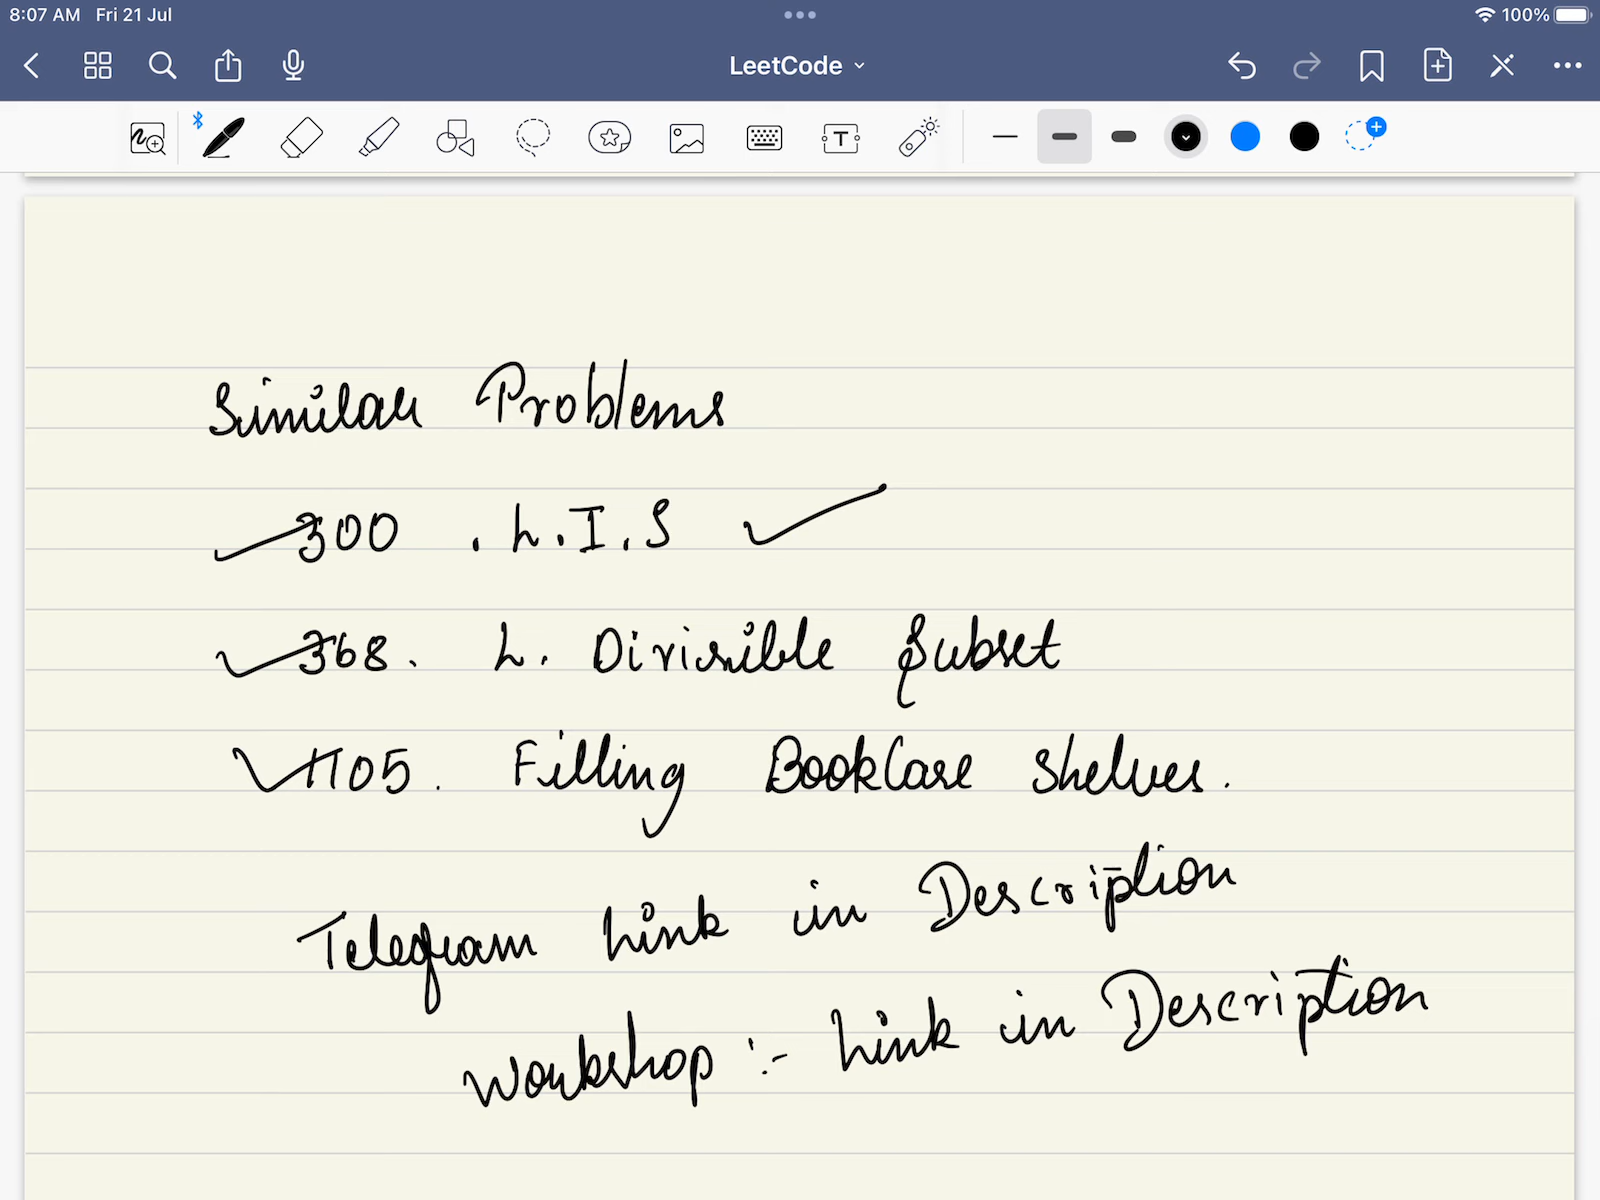 8:07 AM Fri 21 Jul 100%
LeetCode
T
Similar Problems
300 . L.I.S
368. L. Divisible Subset
1105. Filling BookCase Shelves.
Telegram Link in Description
Workshop :- Link in Description